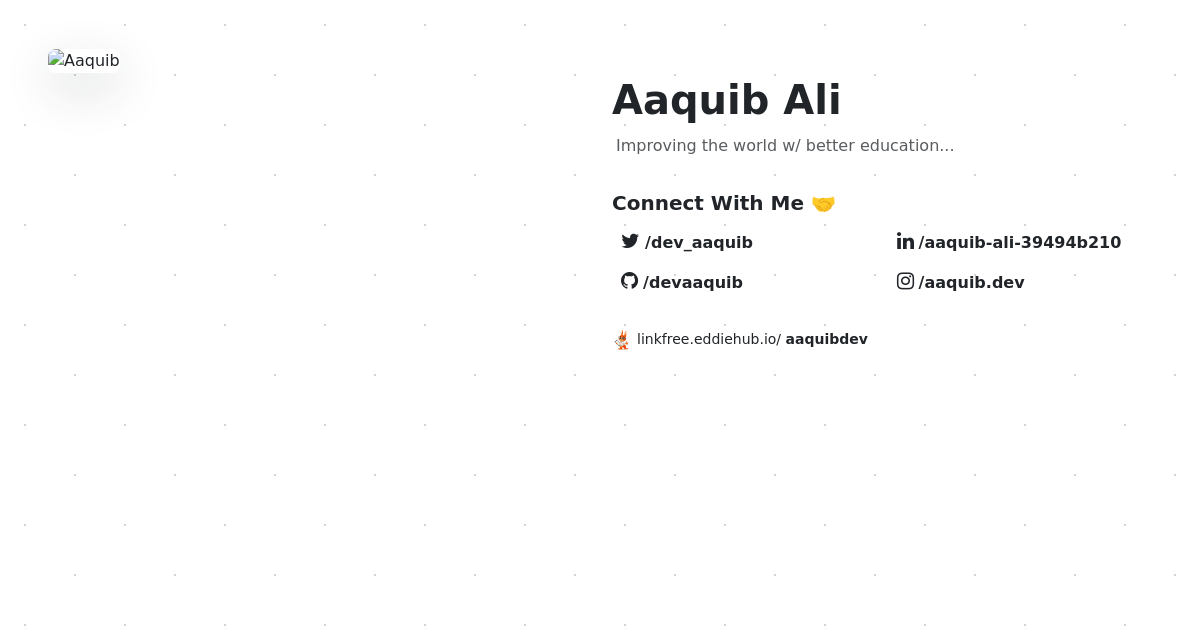 Aaquib
Aaquib Ali
Improving the world w/ better education...
Connect With Me 🤝
/dev_aaquib
/aaquib-ali-39494b210
/devaaquib
/aaquib.dev
linkfree.eddiehub.io/ aaquibdev